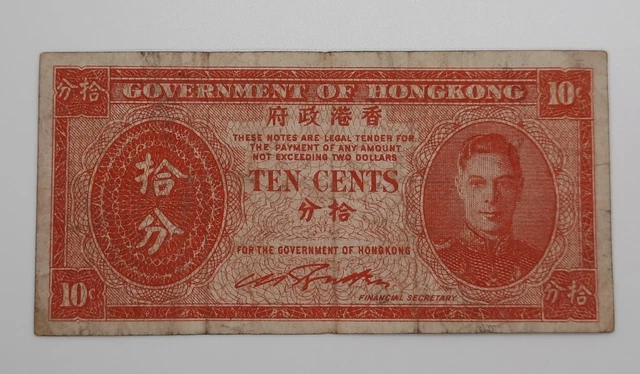 分拾 GOVERNMENT OF HONGKONG 10¢
府政港香
THESE NOTES ARE LEGAL TENDER FOR
THE PAYMENT OF ANY AMOUNT
NOT EXCEEDING TWO DOLLARS
拾
分
TEN CENTS
分拾
FOR THE GOVERNMENT OF HONGKONG
FINANCIAL SECRETARY
10¢
分拾